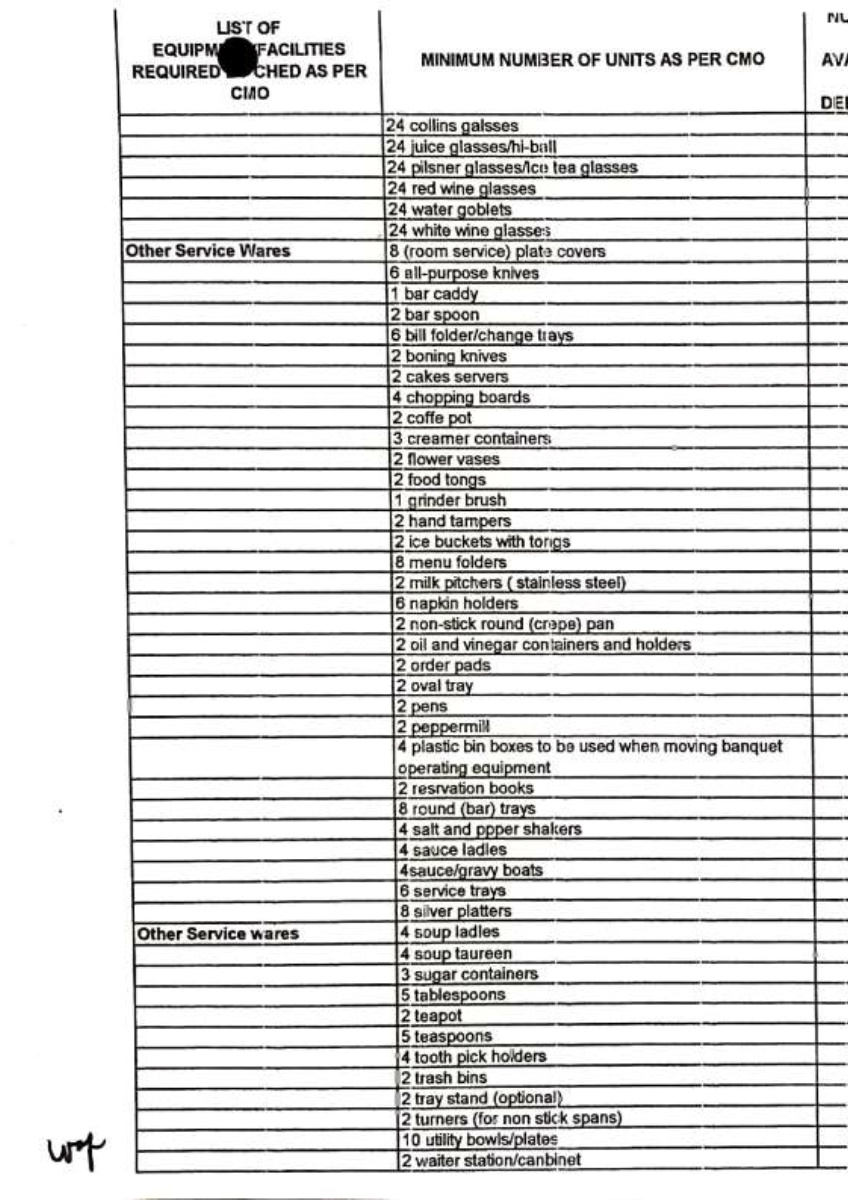 LIST OF
EQUIPM FACILITIES
REQUIRED CHED AS PER
CMO
MINIMUM NUMBER OF UNITS AS PER CMO
NU
AVA
DEI
24 collins galsses
24 juice glasses/hi-ball
24 pilsner glasses/ice tea glasses
24 red wine glasses
24 water goblets
24 white wine glasses
Other Service Wares 8 (room service) plate covers
6 all-purpose knives
1 bar caddy
2 bar spoon
6 bill folder/change trays
2 boning knives
2 cakes servers
4 chopping boards
2 coffe pot
3 creamer containers
2 flower vases
2 food tongs
1 grinder brush
2 hand tampers
2 ice buckets with tongs
8 menu folders
2 milk pitchers ( stainless steel)
6 napkin holders
2 non-stick round (crepe) pan
2 oil and vinegar containers and holders
2 order pads
2 oval tray
2 pens
2 peppermill
4 plastic bin boxes to be used when moving banquet
operating equipment
2 resrvation books
8 round (bar) trays
4 salt and ppper shakers
4 sauce ladles
4sauce/gravy boats
6 service trays
8 silver platters
Other Service wares 4 soup ladles
4 soup taureen
3 sugar containers
5 tablespoons
2 teapot
5 teaspoons
4 tooth pick holders
2 trash bins
2 tray stand (optional)
2 turners (for non stick spans)
10 utility bowls/plates
2 waiter station/canbinet